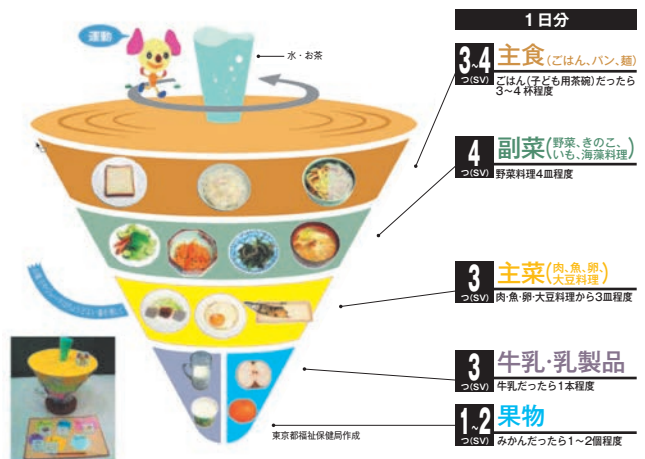 運動
水・お茶
1日分
3~4
つ(SV)
主食(ごはん、パン、麺)
ごはん(子ども用茶碗)だったら
3~4杯程度
4
つ(SV)
副菜(野菜、きのこ、
いも、海藻料理)
野菜料理4皿程度
3
つ(SV)
主菜(肉、魚、卵、
大豆料理)
肉・魚・卵・大豆料理から3皿程度
3
つ(SV)
牛乳・乳製品
牛乳だったら1本程度
1~2
つ(SV)
果物
みかんだったら1~2個程度
東京都福祉保健局作成